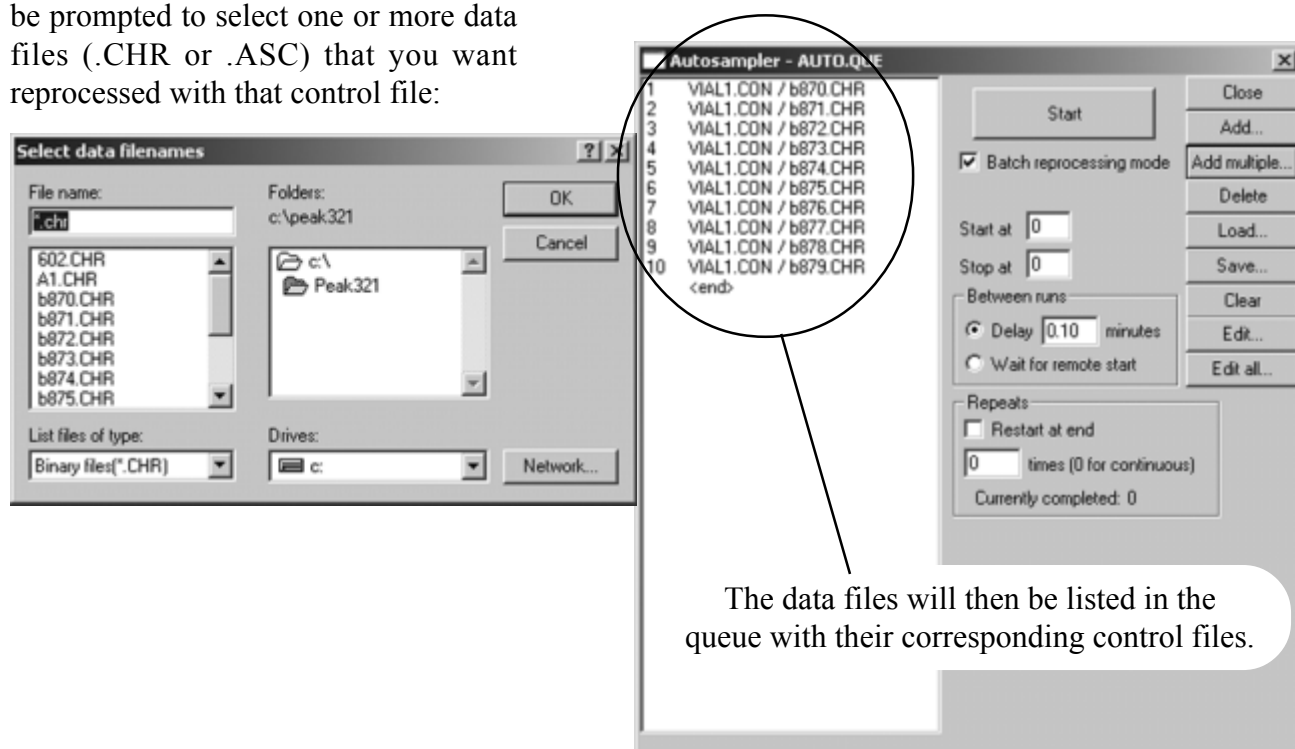 be prompted to select one or more data
files (.CHR or .ASC) that you want
reprocessed with that control file:
Select data filenames
File name:
*.chr
602.CHR
A1.CHR
b870.CHR
b871.CHR
b872.CHR
b873.CHR
b874.CHR
b875.CHR
List files of type:
Binary files(*.CHR)
Folders:
c:\peak321
c:\
Peak321
Drives:
c:
OK
Cancel
Network...
Autosampler - AUTO.QUE
1 VIAL1.CON / b870.CHR
2 VIAL1.CON / b871.CHR
3 VIAL1.CON / b872.CHR
4 VIAL1.CON / b873.CHR
5 VIAL1.CON / b874.CHR
6 VIAL1.CON / b875.CHR
7 VIAL1.CON / b876.CHR
8 VIAL1.CON / b877.CHR
9 VIAL1.CON / b878.CHR
10 VIAL1.CON / b879.CHR
<end>
Start
Batch reprocessing mode
Start at 0
Stop at 0
Between runs
Delay 0.10 minutes
Wait for remote start
Repeats
Restart at end
0 times (0 for continuous)
Currently completed: 0
Close
Add...
Add multiple...
Delete
Load...
Save...
Clear
Edit...
Edit all...
The data files will then be listed in the
queue with their corresponding control files.